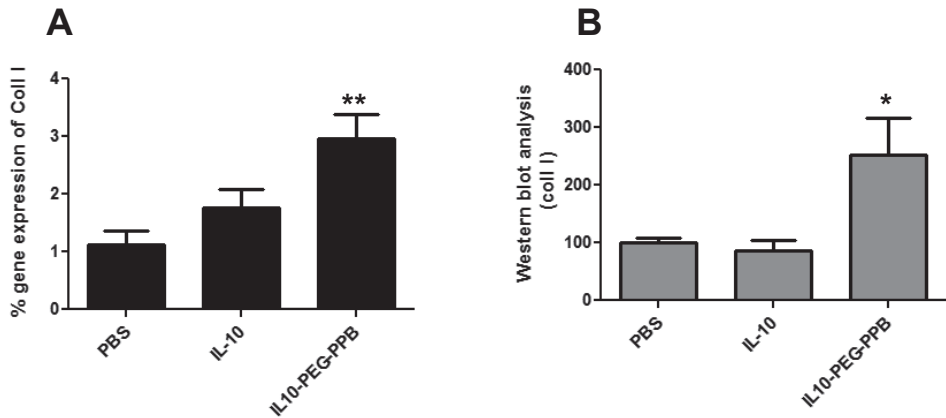 A
% gene expression of Coll I
4
3
2
1
0
**
PBS
IL-10
IL10-PEG-PPB
B
Western blot analysis
(coll I)
400
300
200
100
0
*
PBS
IL-10
IL10-PEG-PPB